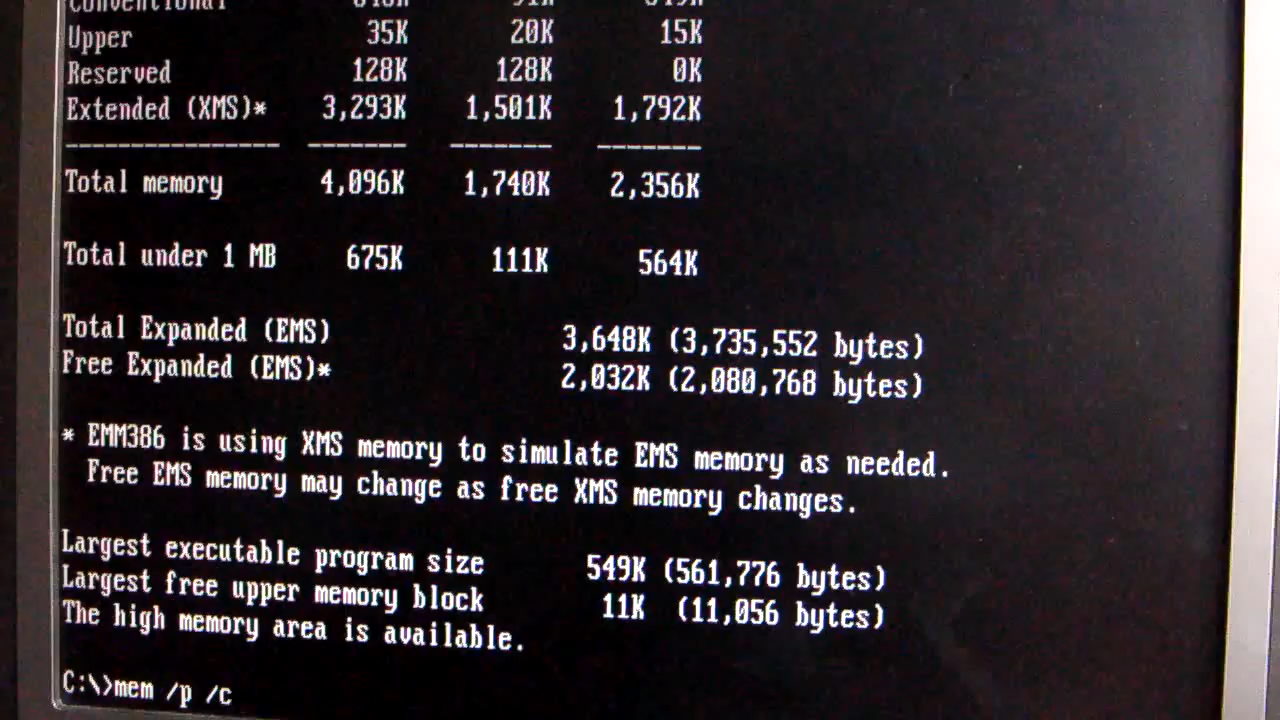 Conventional 640K 91K 549K
Upper 35K 20K 15K
Reserved 128K 128K 0K
Extended (XMS)* 3,293K 1,501K 1,792K
---------------- ------- ------- -------
Total memory 4,096K 1,740K 2,356K
Total under 1 MB 675K 111K 564K
Total Expanded (EMS) 3,648K (3,735,552 bytes)
Free Expanded (EMS)* 2,032K (2,080,768 bytes)
* EMM386 is using XMS memory to simulate EMS memory as needed.
Free EMS memory may change as free XMS memory changes.
Largest executable program size 549K (561,776 bytes)
Largest free upper memory block 11K (11,056 bytes)
The high memory area is available.
C:\>mem /p /c